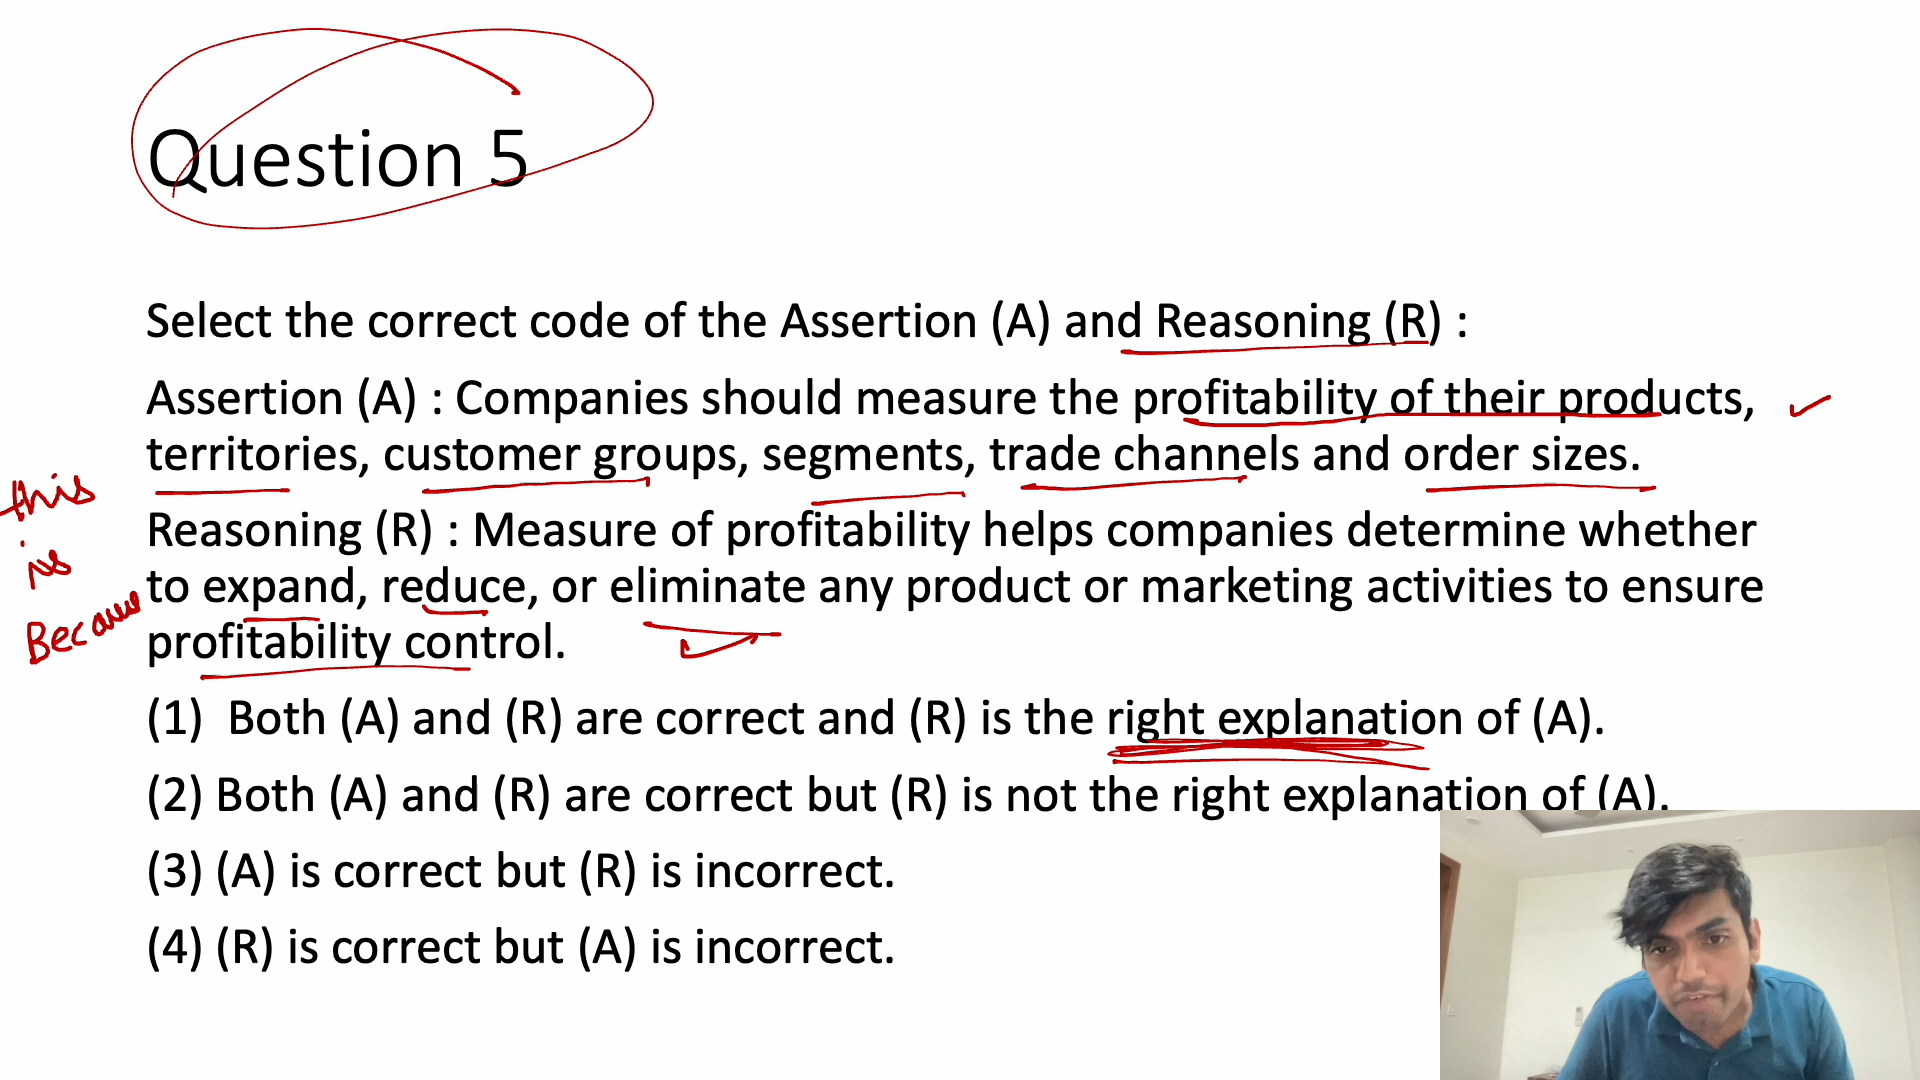 Question 5
Select the correct code of the Assertion (A) and Reasoning (R) :
Assertion (A) : Companies should measure the profitability of their products,
territories, customer groups, segments, trade channels and order sizes.
Reasoning (R) : Measure of profitability helps companies determine whether
to expand, reduce, or eliminate any product or marketing activities to ensure
profitability control.
this
is
Because
(1) Both (A) and (R) are correct and (R) is the right explanation of (A).
(2) Both (A) and (R) are correct but (R) is not the right explanation of (A).
(3) (A) is correct but (R) is incorrect.
(4) (R) is correct but (A) is incorrect.